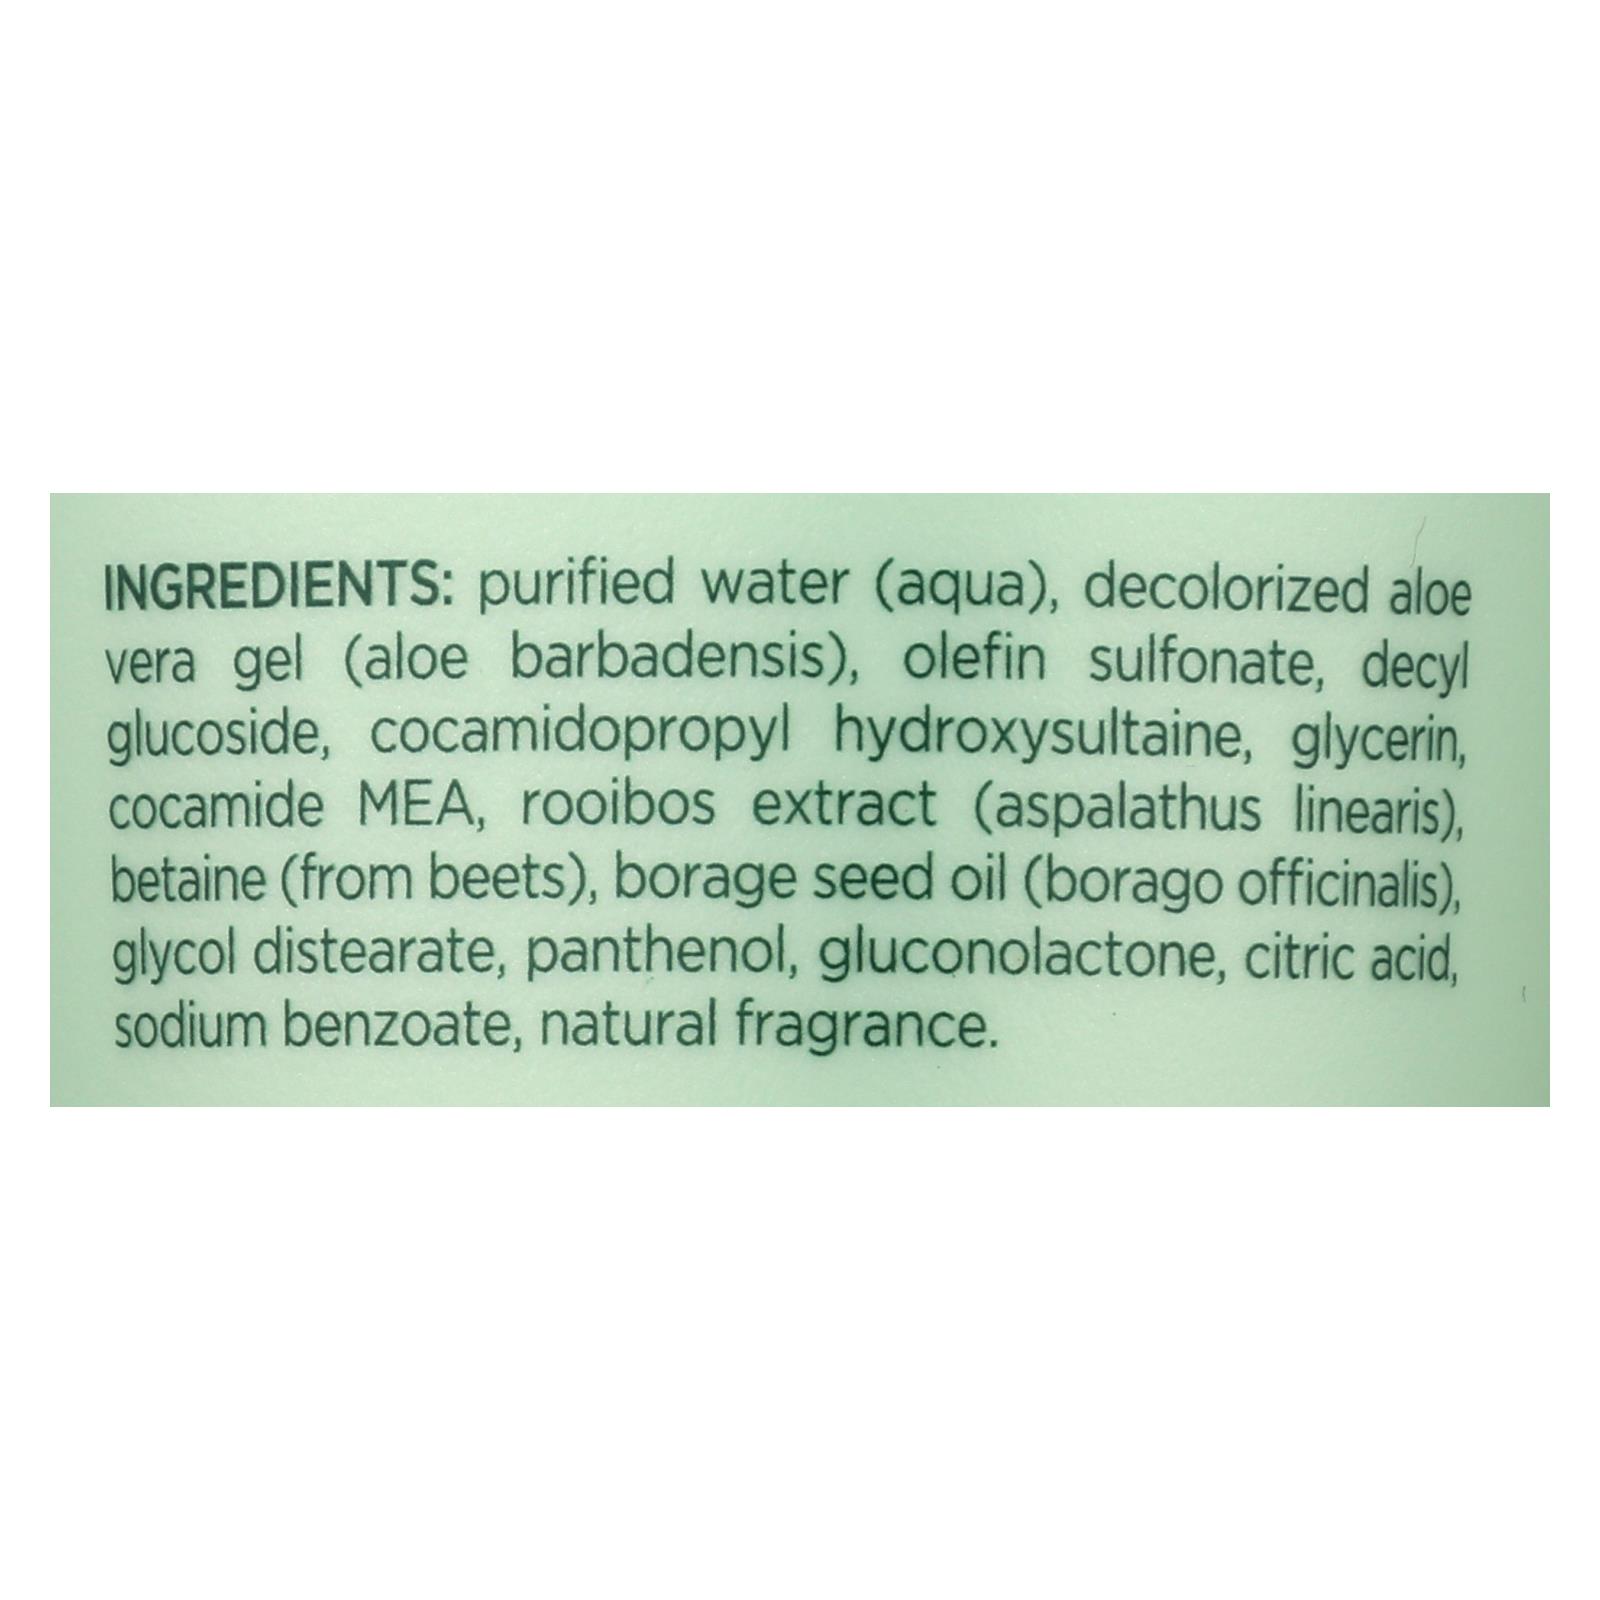 INGREDIENTS: purified water (aqua), decolorized aloe
vera gel (aloe barbadensis), olefin sulfonate, decyl
glucoside, cocamidopropyl hydroxysultaine, glycerin,
cocamide MEA, rooibos extract (aspalathus linearis),
betaine (from beets), borage seed oil (borago officinalis),
glycol distearate, panthenol, gluconolactone, citric acid,
sodium benzoate, natural fragrance.